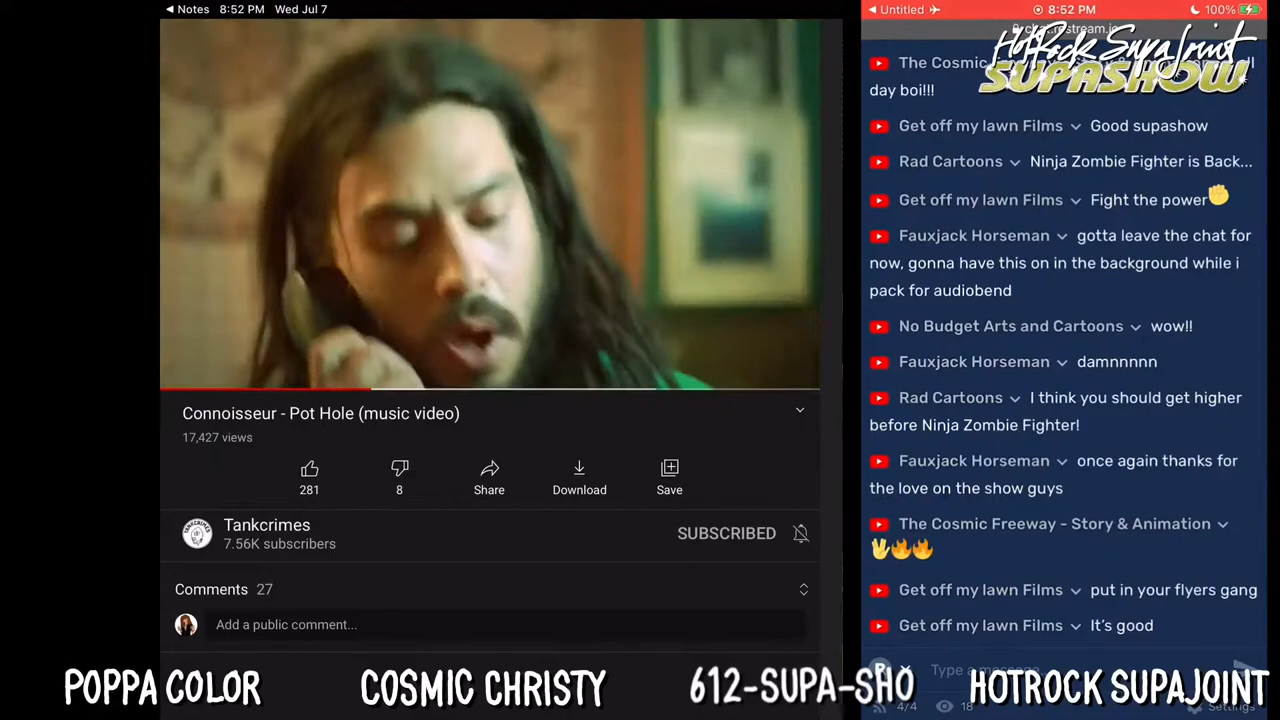 Notes 8:52 PM Wed Jul 7
Untitled 8:52 PM 100%
HotRock SupaJoint
SUPASHOW
The Cosmic
day boi!!!
Get off my lawn Films Good supashow
Rad Cartoons Ninja Zombie Fighter is Back...
Get off my lawn Films Fight the power✊
Fauxjack Horseman gotta leave the chat for
now, gonna have this on in the background while i
pack for audiobend
No Budget Arts and Cartoons wow!!
Fauxjack Horseman damnnnnn
Rad Cartoons I think you should get higher
before Ninja Zombie Fighter!
Fauxjack Horseman once again thanks for
the love on the show guys
The Cosmic Freeway - Story & Animation
🖖🔥🔥
Get off my lawn Films put in your flyers gang
Get off my lawn Films It's good
Type a message
4/4 18 Settings
Connoisseur - Pot Hole (music video)
17,427 views
281 8 Share Download Save
Tankcrimes
7.56K subscribers
SUBSCRIBED
Comments 27
Add a public comment...
POPPA COLOR COSMIC CHRISTY 612-SUPA-SHO HOTROCK SUPAJOINT